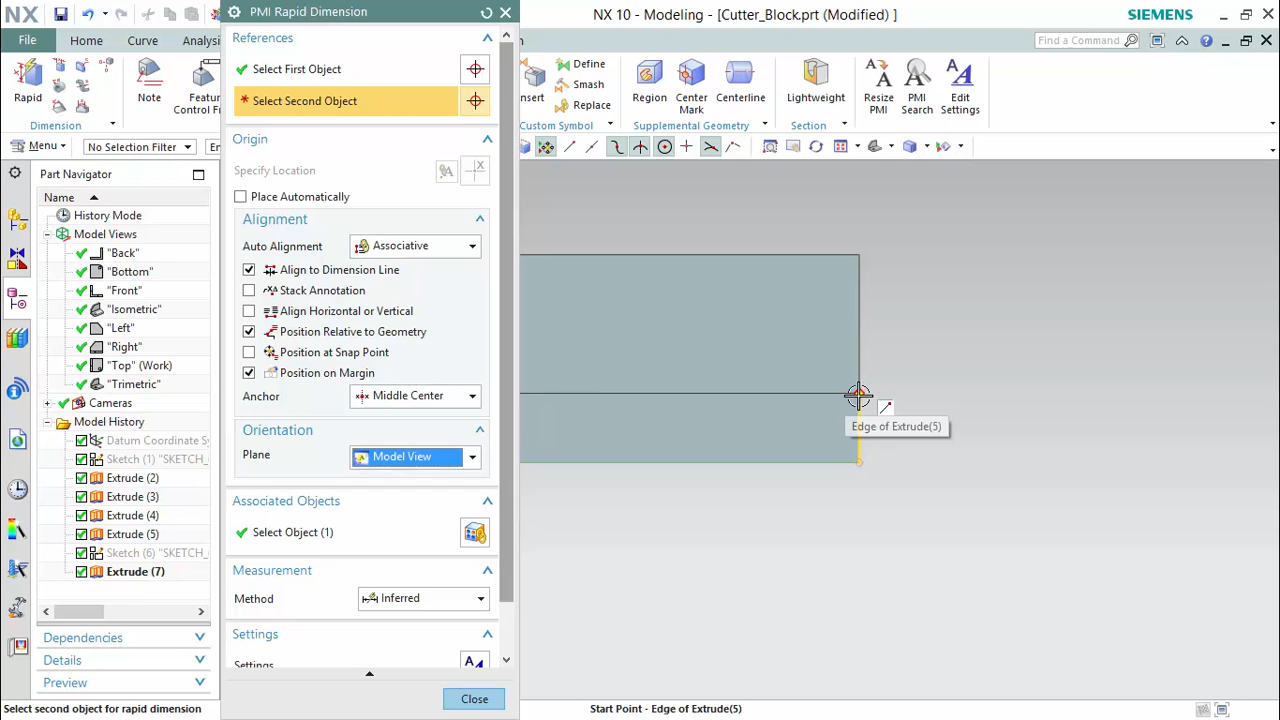 NX
PMI Rapid Dimension
NX 10 - Modeling - [Cutter_Block.prt (Modified) ]
SIEMENS
File
Home
Curve
Analysi
Find a Command
Rapid
Note
Featur
Control F
Dimension
nsert
Define
Smash
Replace
Custom Symbol
Region
Center
Mark
Centerline
Supplemental Geometry
Lightweight
Section
Resize
PMI
PMI
Search
Edit
Settings
Menu
No Selection Filter
Part Navigator
Name
History Mode
Model Views
"Back"
"Bottom"
"Front"
"Isometric"
"Left"
"Right"
"Top" (Work)
"Trimetric"
Cameras
Model History
Datum Coordinate Sy
Sketch (1) "SKETCH_
Extrude (2)
Extrude (3)
Extrude (4)
Extrude (5)
Sketch (6) "SKETCH_
Extrude (7)
Dependencies
Details
Preview
References
Select First Object
* Select Second Object
Origin
Specify Location
Place Automatically
Alignment
Auto Alignment
Associative
Align to Dimension Line
Stack Annotation
Align Horizontal or Vertical
Position Relative to Geometry
Position at Snap Point
Position on Margin
Anchor
Middle Center
Orientation
Plane
Model View
Associated Objects
Select Object (1)
Measurement
Method
Inferred
Settings
Settings
Close
Edge of Extrude(5)
Select second object for rapid dimension
Start Point - Edge of Extrude(5)